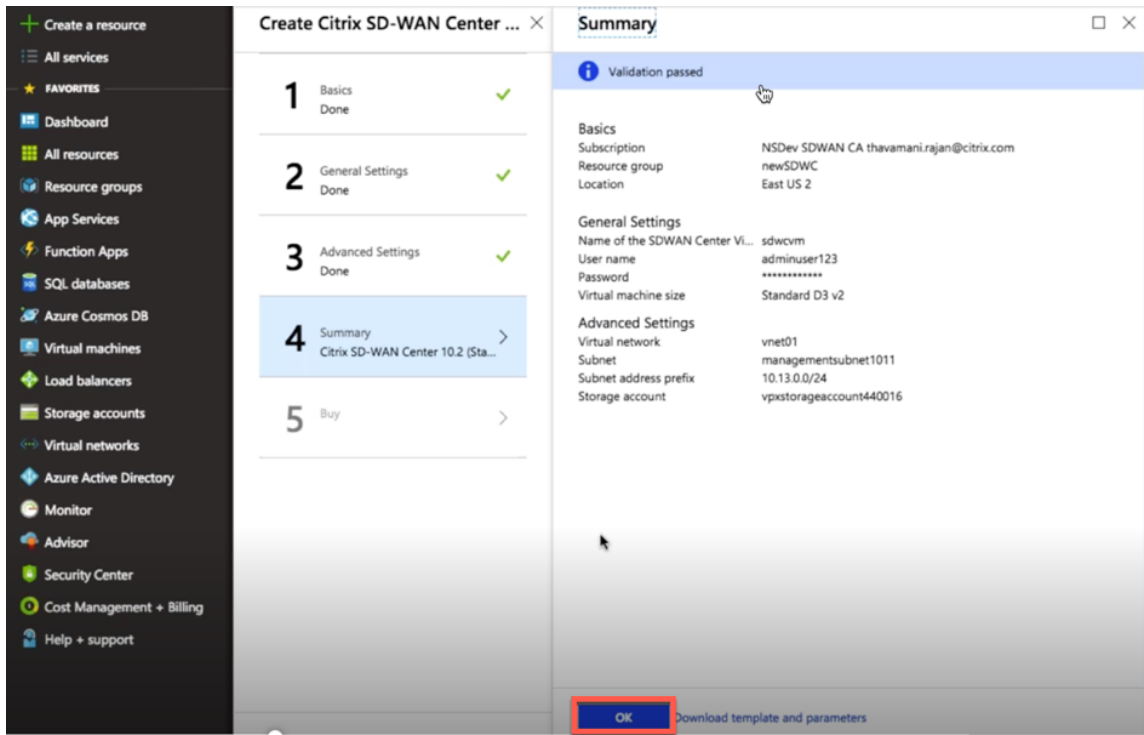 Create a resource
All services
FAVORITES
Dashboard
All resources
Resource groups
App Services
Function Apps
SQL databases
Azure Cosmos DB
Virtual machines
Load balancers
Storage accounts
Virtual networks
Azure Active Directory
Monitor
Advisor
Security Center
Cost Management + Billing
Help + support
Create Citrix SD-WAN Center ...
1 Basics
Done
2 General Settings
Done
3 Advanced Settings
Done
4 Summary
Citrix SD-WAN Center 10.2 (Sta...
5 Buy
Summary
Validation passed
Basics
Subscription NSDev SDWAN CA thavamani.rajan@citrix.com
Resource group newSDWC
Location East US 2
General Settings
Name of the SDWAN Center Vi... sdwcvm
User name adminuser123
Password ************
Virtual machine size Standard D3 v2
Advanced Settings
Virtual network vnet01
Subnet managementsubnet1011
Subnet address prefix 10.13.0.0/24
Storage account vpxstorageaccount440016
OK Download template and parameters